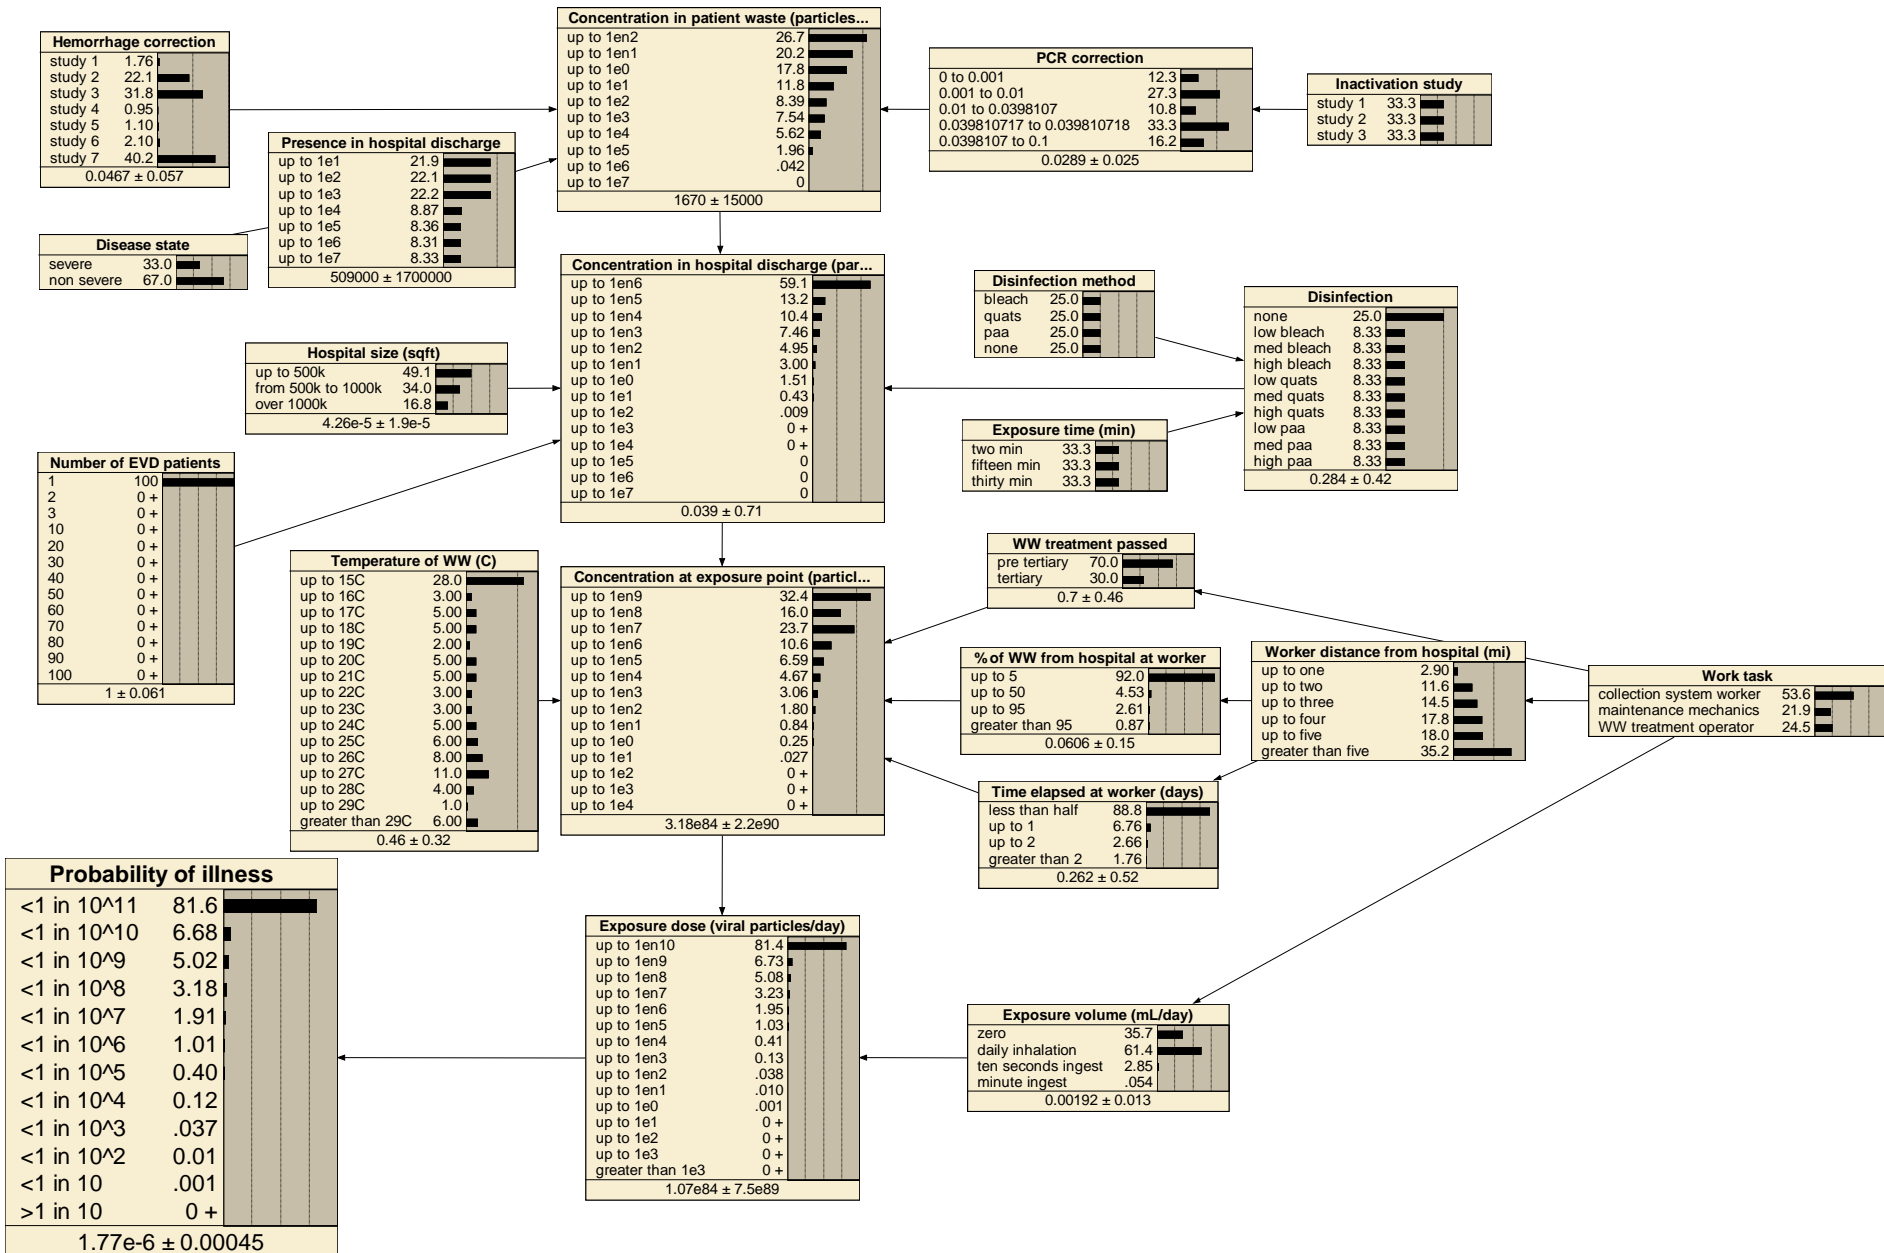 Concentration in patient waste (particles...
up to 1en2 26.7
up to 1en1 20.2
up to 1e0 17.8
up to 1e1 11.8
up to 1e2 8.39
up to 1e3 7.54
up to 1e4 5.62
up to 1e5 1.96
up to 1e6 .042
up to 1e7 0
1670 ± 15000
Hemorrhage correction
study 1 1.76
study 2 22.1
study 3 31.8
study 4 0.95
study 5 1.10
study 6 2.10
study 7 40.2
0.0467 ± 0.057
PCR correction
0 to 0.001 12.3
0.001 to 0.01 27.3
0.01 to 0.0398107 10.8
0.039810717 to 0.039810718 33.3
0.0398107 to 0.1 16.2
0.0289 ± 0.025
Inactivation study
study 1 33.3
study 2 33.3
study 3 33.3
Presence in hospital discharge
up to 1e1 21.9
up to 1e2 22.1
up to 1e3 22.2
up to 1e4 8.87
up to 1e5 8.36
up to 1e6 8.31
up to 1e7 8.33
509000 ± 1700000
Disease state
severe 33.0
non severe 67.0
Concentration in hospital discharge (par...
up to 1en6 59.1
up to 1en5 13.2
up to 1en4 10.4
up to 1en3 7.46
up to 1en2 4.95
up to 1en1 3.00
up to 1e0 1.51
up to 1e1 0.43
up to 1e2 .009
up to 1e3 0 +
up to 1e4 0 +
up to 1e5 0
up to 1e6 0
up to 1e7 0
0.039 ± 0.71
Disinfection method
bleach 25.0
quats 25.0
paa 25.0
none 25.0
Disinfection
none 25.0
low bleach 8.33
med bleach 8.33
high bleach 8.33
low quats 8.33
med quats 8.33
high quats 8.33
low paa 8.33
med paa 8.33
high paa 8.33
0.284 ± 0.42
Hospital size (sqft)
up to 500k 49.1
from 500k to 1000k 34.0
over 1000k 16.8
4.26e-5 ± 1.9e-5
Exposure time (min)
two min 33.3
fifteen min 33.3
thirty min 33.3
Number of EVD patients
1 100
2 0 +
3 0 +
10 0 +
20 0 +
30 0 +
40 0 +
50 0 +
60 0 +
70 0 +
80 0 +
90 0 +
100 0 +
1 ± 0.061
Temperature of WW (C)
up to 15C 28.0
up to 16C 3.00
up to 17C 5.00
up to 18C 5.00
up to 19C 2.00
up to 20C 5.00
up to 21C 5.00
up to 22C 3.00
up to 23C 3.00
up to 24C 5.00
up to 25C 6.00
up to 26C 8.00
up to 27C 11.0
up to 28C 4.00
up to 29C 1.0
greater than 29C 6.00
0.46 ± 0.32
Concentration at exposure point (particl...
up to 1en9 32.4
up to 1en8 16.0
up to 1en7 23.7
up to 1en6 10.6
up to 1en5 6.59
up to 1en4 4.67
up to 1en3 3.06
up to 1en2 1.80
up to 1en1 0.84
up to 1e0 0.25
up to 1e1 .027
up to 1e2 0 +
up to 1e3 0 +
up to 1e4 0 +
3.18e84 ± 2.2e90
WW treatment passed
pre tertiary 70.0
tertiary 30.0
0.7 ± 0.46
% of WW from hospital at worker
up to 5 92.0
up to 50 4.53
up to 95 2.61
greater than 95 0.87
0.0606 ± 0.15
Worker distance from hospital (mi)
up to one 2.90
up to two 11.6
up to three 14.5
up to four 17.8
up to five 18.0
greater than five 35.2
Work task
collection system worker 53.6
maintenance mechanics 21.9
WW treatment operator 24.5
Time elapsed at worker (days)
less than half 88.8
up to 1 6.76
up to 2 2.66
greater than 2 1.76
0.262 ± 0.52
Probability of illness
<1 in 10^11 81.6
<1 in 10^10 6.68
<1 in 10^9 5.02
<1 in 10^8 3.18
<1 in 10^7 1.91
<1 in 10^6 1.01
<1 in 10^5 0.40
<1 in 10^4 0.12
<1 in 10^3 .037
<1 in 10^2 0.01
<1 in 10 .001
>1 in 10 0 +
1.77e-6 ± 0.00045
Exposure dose (viral particles/day)
up to 1en10 81.4
up to 1en9 6.73
up to 1en8 5.08
up to 1en7 3.23
up to 1en6 1.95
up to 1en5 1.03
up to 1en4 0.41
up to 1en3 0.13
up to 1en2 .038
up to 1en1 .010
up to 1e0 .001
up to 1e1 0 +
up to 1e2 0 +
up to 1e3 0 +
greater than 1e3 0 +
1.07e84 ± 7.5e89
Exposure volume (mL/day)
zero 35.7
daily inhalation 61.4
ten seconds ingest 2.85
minute ingest .054
0.00192 ± 0.013